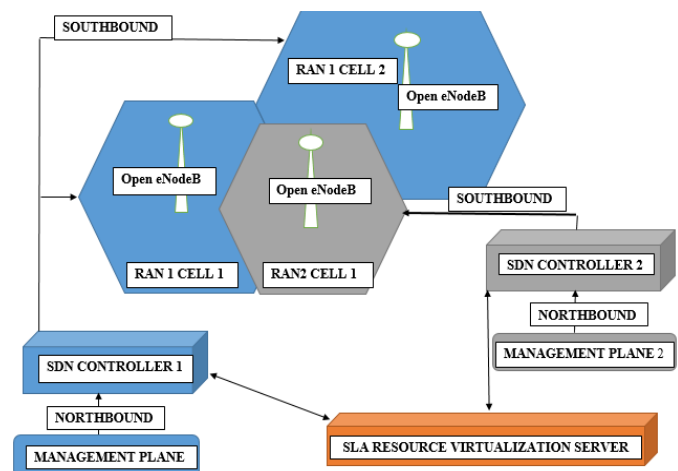 SOUTHBOUND
RAN 1 CELL 2
Open eNodeB
Open eNodeB
Open eNodeB
SOUTHBOUND
RAN 1 CELL 1
RAN2 CELL 1
SDN CONTROLLER 2
NORTHBOUND
MANAGEMENT PLANE 2
SDN CONTROLLER 1
NORTHBOUND
MANAGEMENT PLANE
SLA RESOURCE VIRTUALIZATION SERVER